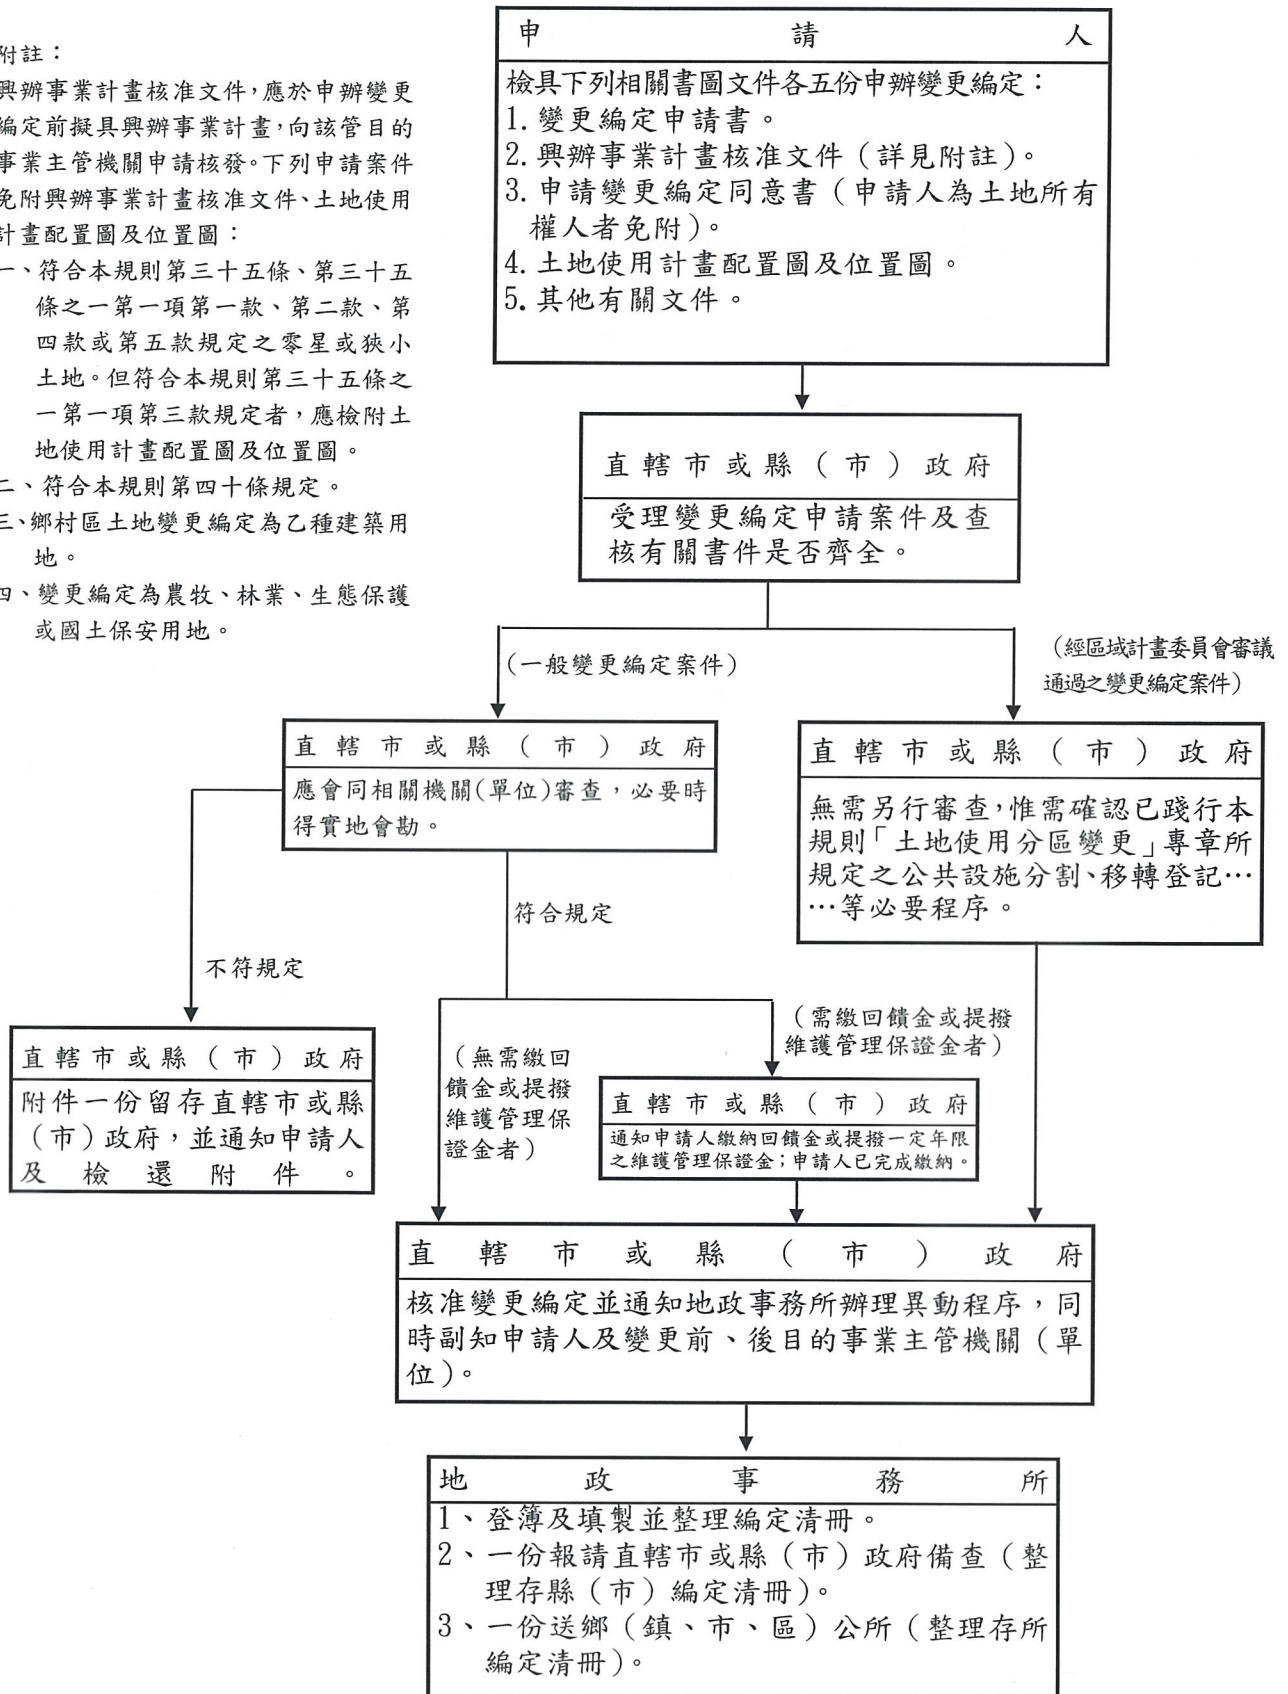 附註：
興辦事業計畫核准文件，應於申辦變更
編定前擬具興辦事業計畫，向該管目的
事業主管機關申請核發。下列申請案件
免附興辦事業計畫核准文件、土地使用
計畫配置圖及位置圖：
一、符合本規則第三十五條、第三十五
條之一第一項第一款、第二款、第
四款或第五款規定之零星或狹小
土地。但符合本規則第三十五條之
一第一項第三款規定者，應檢附土
地使用計畫配置圖及位置圖。
二、符合本規則第四十條規定。
三、鄉村區土地變更編定為乙種建築用
地。
四、變更編定為農牧、林業、生態保護
或國土保安用地。
申請人
檢具下列相關書圖文件各五份申辦變更編定：
1. 變更編定申請書。
2. 興辦事業計畫核准文件（詳見附註）。
3. 申請變更編定同意書（申請人為土地所有
權人者免附）。
4. 土地使用計畫配置圖及位置圖。
5. 其他有關文件。
直轄市或縣（市）政府
受理變更編定申請案件及查
核有關書件是否齊全。
（一般變更編定案件）
（經區域計畫委員會審議
通過之變更編定案件）
直轄市或縣（市）政府
應會同相關機關(單位)審查，必要時
得實地會勘。
直轄市或縣（市）政府
無需另行審查，惟需確認已踐行本
規則「土地使用分區變更」專章所
規定之公共設施分割、移轉登記…
…等必要程序。
符合規定
不符規定
直轄市或縣（市）政府
附件一份留存直轄市或縣
（市）政府，並通知申請人
及檢還附件。
（無需繳回
饋金或提撥
維護管理保
證金者）
（需繳回饋金或提撥
維護管理保證金者）
直轄市或縣（市）政府
通知申請人繳納回饋金或提撥一定年限
之維護管理保證金；申請人已完成繳納。
直轄市或縣（市）政府
核准變更編定並通知地政事務所辦理異動程序，同
時副知申請人及變更前、後目的事業主管機關（單
位）。
地政事務所
1、登簿及填製並整理編定清冊。
2、一份報請直轄市或縣（市）政府備查（整
理存縣（市）編定清冊）。
3、一份送鄉（鎮、市、區）公所（整理存所
編定清冊）。